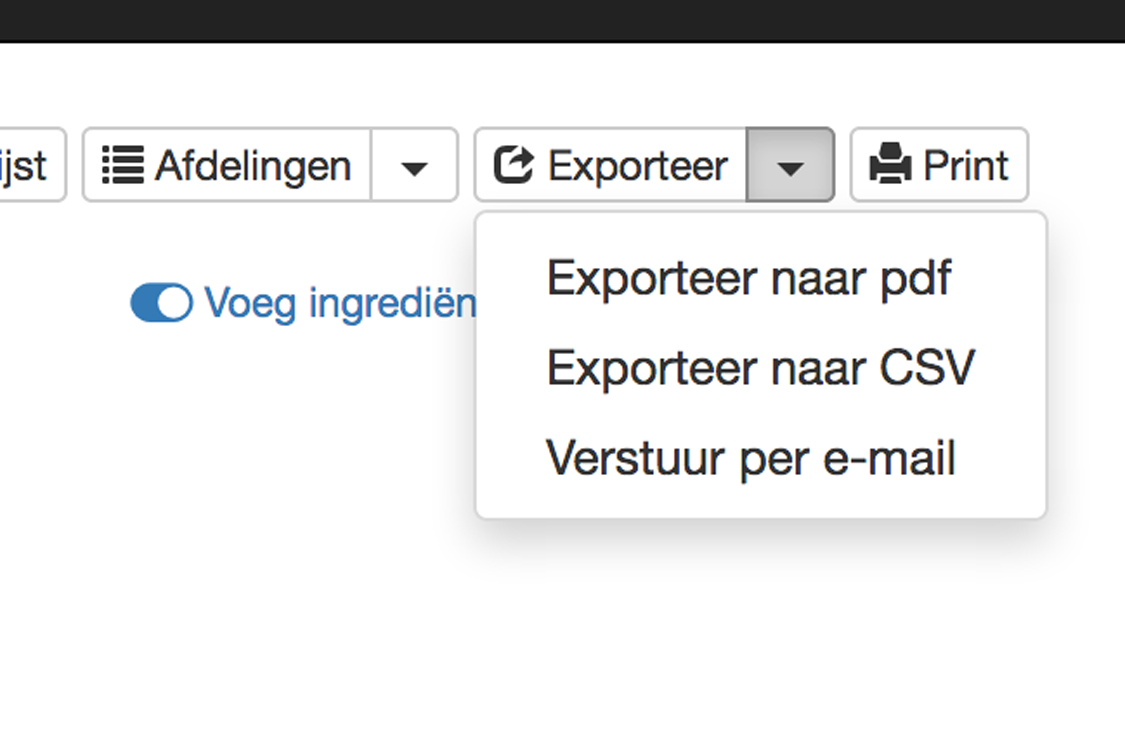 ijst Afdelingen Exporteer Print
Voeg ingrediën
Exporteer naar pdf
Exporteer naar CSV
Verstuur per e-mail